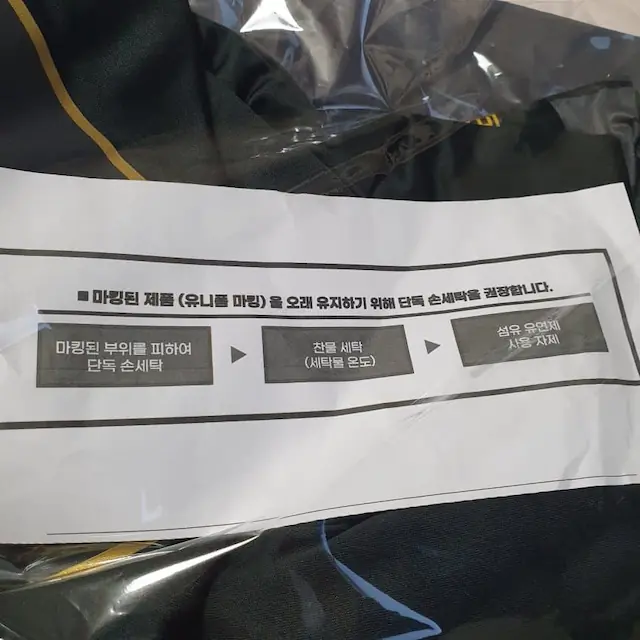 ■ 마킹된 제품 (유니폼 마킹) 을 오래 유지하기 위해 단독 손세탁을 권장합니다.
마킹된 부위를 피하여
단독 손세탁
▶
찬물 세탁
(세탁물 온도)
▶
섬유 유연제
사용 자제